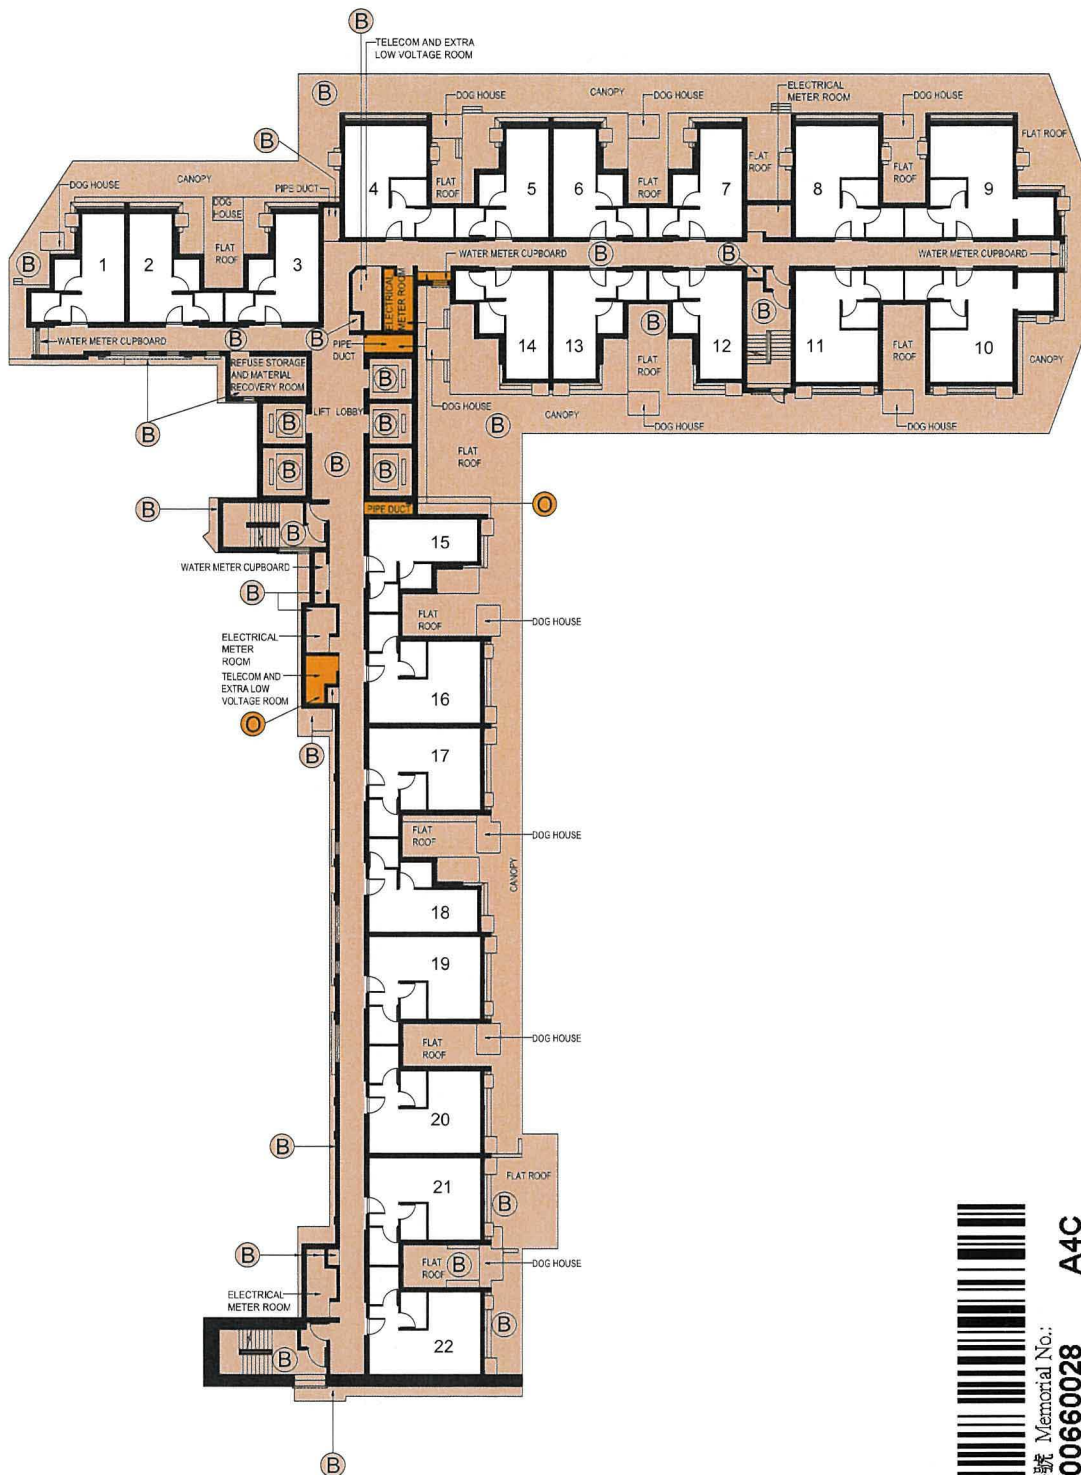 B
TELECOM AND EXTRA
LOW VOLTAGE ROOM
B
DOG HOUSE
CANOPY
DOG HOUSE
ELECTRICAL
METER ROOM
DOG HOUSE
FLAT ROOF
B
CANOPY
PIPE DUCT
DOG HOUSE
DOG
HOUSE
4
FLAT
ROOF
5
6
FLAT
ROOF
7
FLAT
ROOF
8
FLAT
ROOF
9
B
1
2
FLAT
ROOF
3
WATER METER CUPBOARD
B
B
WATER METER CUPBOARD
ELECTRICAL
METER ROOM
B
WATER METER CUPBOARD
B
B
PIPE
DUCT
14
13
B
12
FLAT
ROOF
11
FLAT
ROOF
10
CANOPY
REFUSE STORAGE
AND MATERIAL
RECOVERY ROOM
B
DOG HOUSE
CANOPY
DOG HOUSE
DOG HOUSE
LIFT LOBBY
B
B
B
B
FLAT
ROOF
B
B
B
B
B
PIPE DUCT
O
15
WATER METER CUPBOARD
B
FLAT
ROOF
DOG HOUSE
ELECTRICAL
METER
ROOM
TELECOM AND
EXTRA LOW
VOLTAGE ROOM
O
B
16
17
FLAT
ROOF
DOG HOUSE
CANOPY
18
19
FLAT
ROOF
DOG HOUSE
20
B
21
FLAT ROOF
B
B
FLAT
ROOF
B
DOG HOUSE
ELECTRICAL
METER ROOM
22
B
B
B
號 Memorial No.:
00660028
A4C